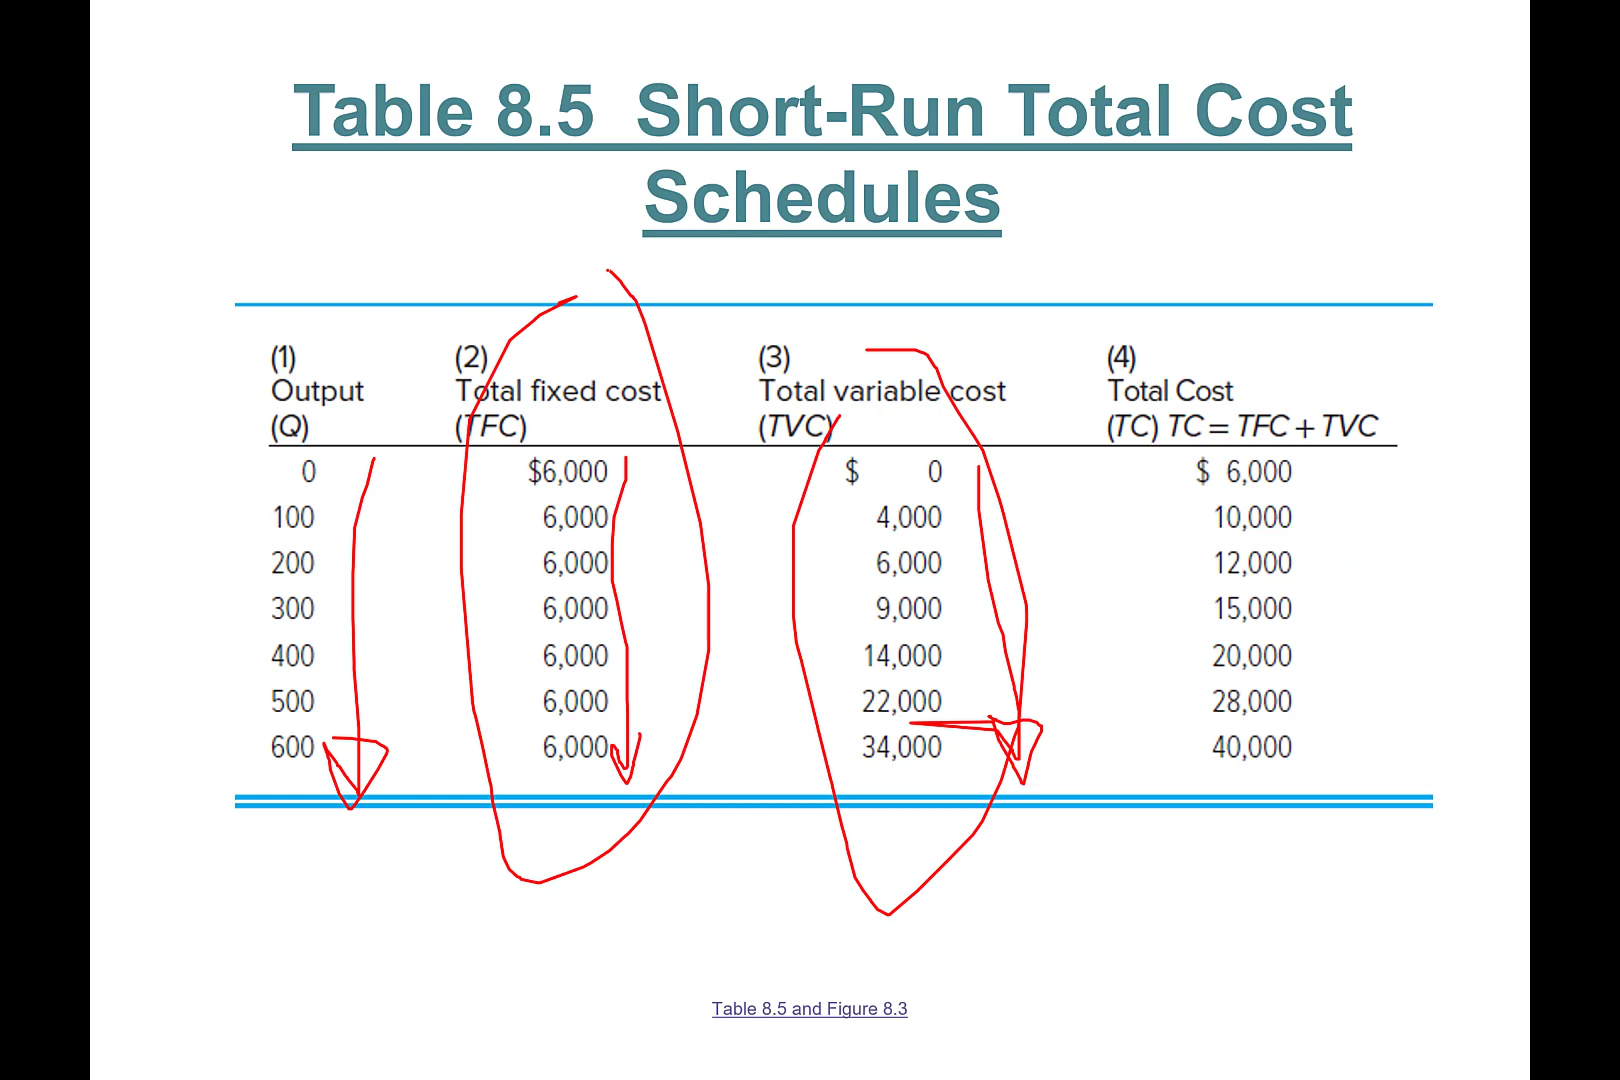 Table 8.5  Short-Run Total Cost
Schedules
(1) (2) (3) (4)
Output Total fixed cost Total variable cost Total Cost
(Q) (TFC) (TVC) (TC) TC = TFC + TVC
0 $6,000 $ 0 $ 6,000
100 6,000 4,000 10,000
200 6,000 6,000 12,000
300 6,000 9,000 15,000
400 6,000 14,000 20,000
500 6,000 22,000 28,000
600 6,000 34,000 40,000
Table 8.5 and Figure 8.3